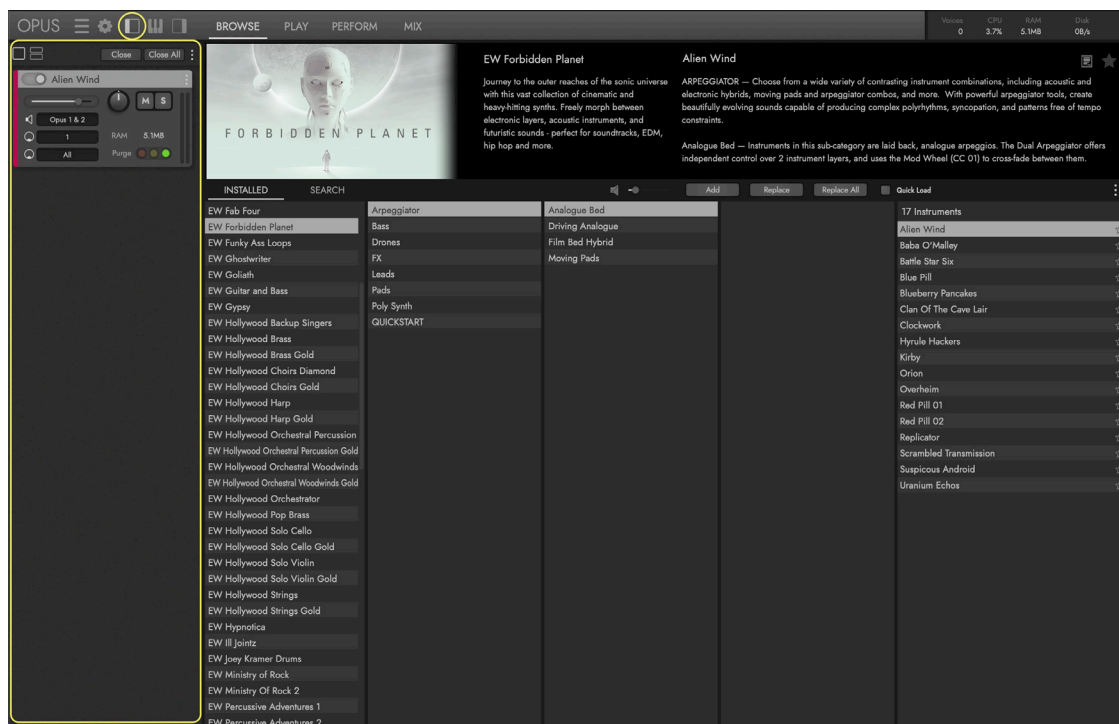 OPUS BROWSE PLAY PERFORM MIX
Voices CPU RAM Disk
0 3.7% 5.1MB 0B/s
Close Close All
Alien Wind
M S
Opus 1 & 2
1 RAM 5.1MB
All Purge
FORBIDDEN PLANET
EW Forbidden Planet
Journey to the outer reaches of the sonic universe
with this vast collection of cinematic and
heavy-hitting synths. Freely morph between
electronic layers, acoustic instruments, and
futuristic sounds - perfect for soundtracks, EDM,
hip hop and more.
Alien Wind
ARPEGGIATOR — Choose from a wide variety of contrasting instrument combinations, including acoustic and
electronic hybrids, moving pads and arpeggiator combos, and more. With powerful arpeggiator tools, create
beautifully evolving sounds capable of producing complex polyrhythms, syncopation, and patterns free of tempo
constraints.
Analogue Bed — Instruments in this sub-category are laid back, analogue arpeggios. The Dual Arpeggiator offers
independent control over 2 instrument layers, and uses the Mod Wheel (CC 01) to cross-fade between them.
INSTALLED SEARCH Add Replace Replace All Quick Load
EW Fab Four
EW Forbidden Planet
EW Funky Ass Loops
EW Ghostwriter
EW Goliath
EW Guitar and Bass
EW Gypsy
EW Hollywood Backup Singers
EW Hollywood Brass
EW Hollywood Brass Gold
EW Hollywood Choirs Diamond
EW Hollywood Choirs Gold
EW Hollywood Harp
EW Hollywood Harp Gold
EW Hollywood Orchestral Percussion
EW Hollywood Orchestral Percussion Gold
EW Hollywood Orchestral Woodwinds
EW Hollywood Orchestral Woodwinds Gold
EW Hollywood Orchestrator
EW Hollywood Pop Brass
EW Hollywood Solo Cello
EW Hollywood Solo Cello Gold
EW Hollywood Solo Violin
EW Hollywood Solo Violin Gold
EW Hollywood Strings
EW Hollywood Strings Gold
EW Hypnotica
EW Ill Jointz
EW Joey Kramer Drums
EW Ministry of Rock
EW Ministry Of Rock 2
EW Percussive Adventures 1
EW Percussive Adventures 2
Arpeggiator
Bass
Drones
FX
Leads
Pads
Poly Synth
QUICKSTART
Analogue Bed
Driving Analogue
Film Bed Hybrid
Moving Pads
17 Instruments
Alien Wind
Baba O'Malley
Battle Star Six
Blue Pill
Blueberry Pancakes
Clan Of The Cave Lair
Clockwork
Hyrule Hackers
Kirby
Orion
Overheim
Red Pill 01
Red Pill 02
Replicator
Scrambled Transmission
Suspicous Android
Uranium Echos